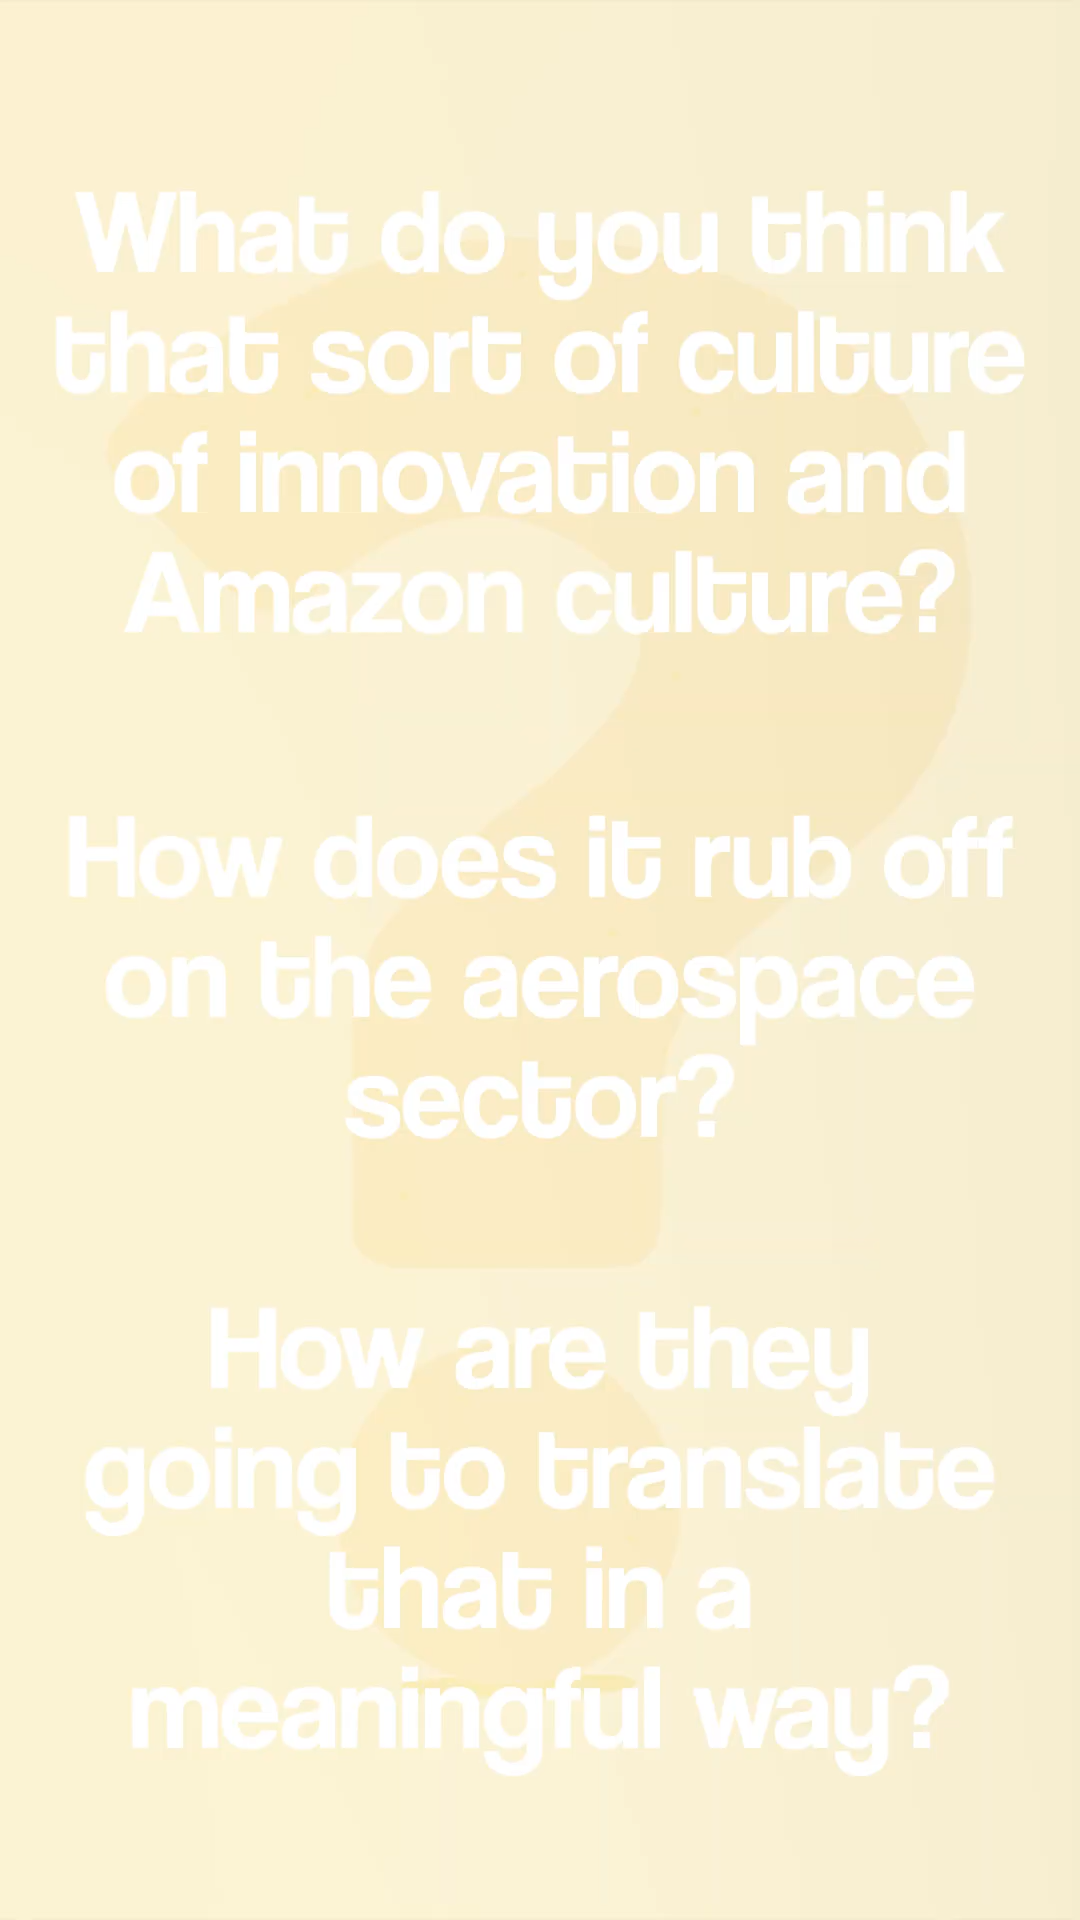 What do you think
that sort of culture
of innovation and
Amazon culture?
How does it rub off
on the aerospace
sector?
How are they
going to translate
that in a
meaningful way?